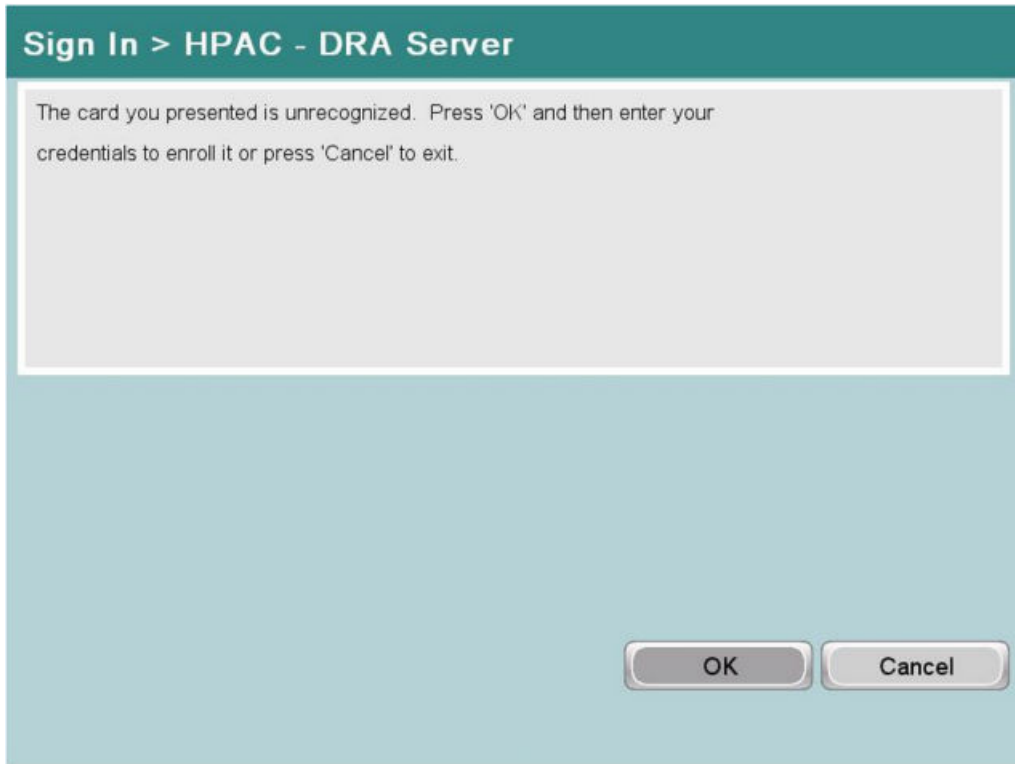 Sign In > HPAC - DRA Server
The card you presented is unrecognized.  Press 'OK' and then enter your
credentials to enroll it or press 'Cancel' to exit.
OK
Cancel